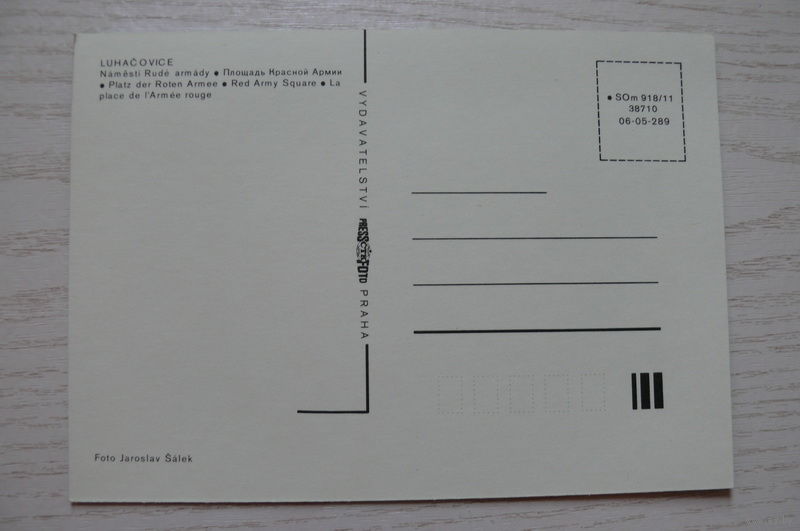 LUHAČOVICE
Náměstí Rudé armády ● Площадь Красной Армии
● Platz der Roten Armee ● Red Army Square ● La
place de l'Armée rouge
VYDAVATELSTVÍ PRESSFOTO PRAHA
● SOm 918/11
38710
06-05-289
Foto Jaroslav Šálek